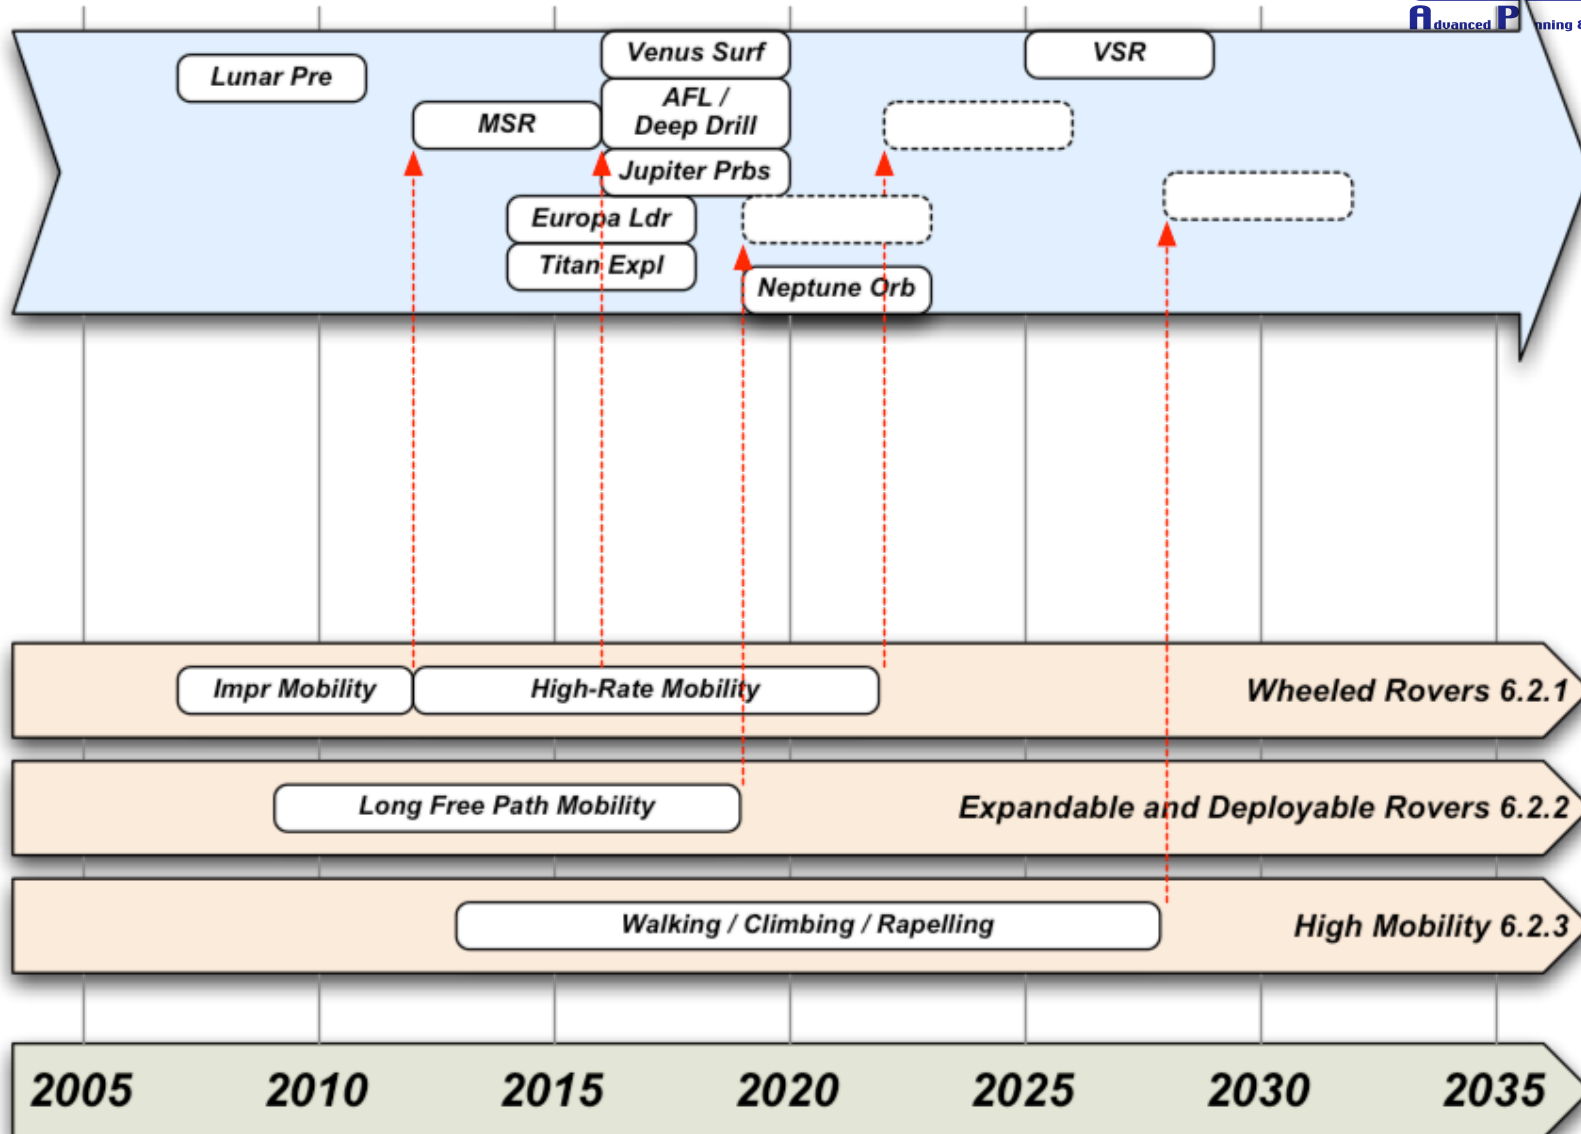 Advanced P nning &
Venus Surf
VSR
Lunar Pre
AFL /
Deep Drill
MSR
Jupiter Prbs
Europa Ldr
Titan Expl
Neptune Orb
Impr Mobility
High-Rate Mobility
Wheeled Rovers 6.2.1
Long Free Path Mobility
Expandable and Deployable Rovers 6.2.2
Walking / Climbing / Rapelling
High Mobility 6.2.3
2005 2010 2015 2020 2025 2030 2035